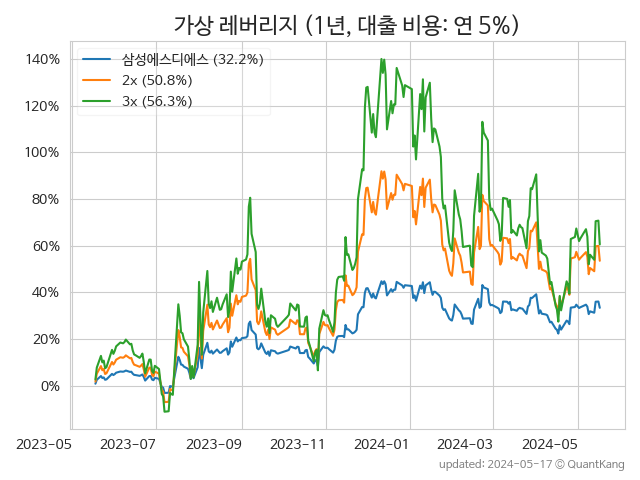 가상 레버리지 (1년, 대출 비용: 연 5%)
삼성에스디에스 (32.2%)
2x (50.8%)
3x (56.3%)
140%
120%
100%
80%
60%
40%
20%
0%
2023-05 2023-07 2023-09 2023-11 2024-01 2024-03 2024-05
updated: 2024-05-17 © QuantKang